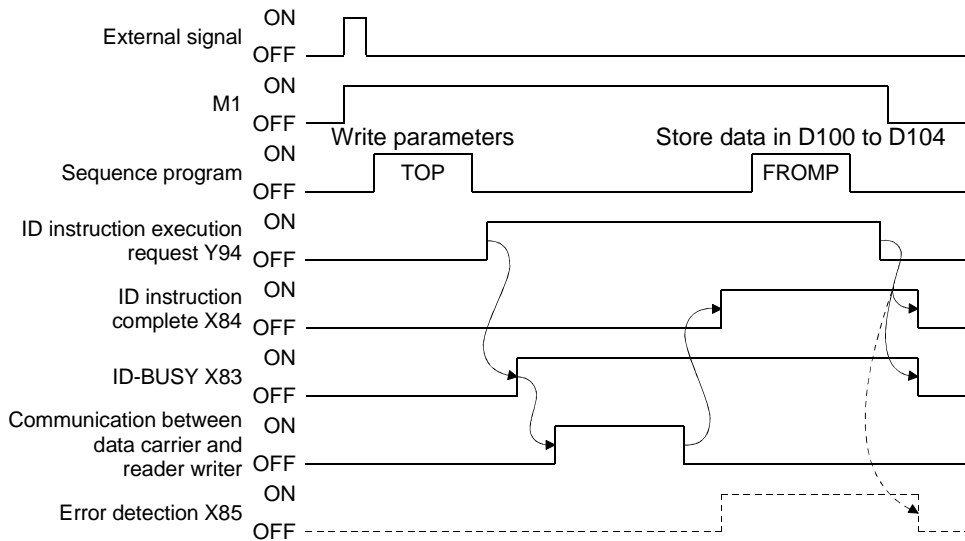 ON
External signal
OFF
ON
M1
OFF
Write parameters
Store data in D100 to D104
ON
Sequence program
TOP
FROMP
OFF
ON
ID instruction execution
request Y94
OFF
ON
ID instruction
complete X84
OFF
ON
ID-BUSY X83
OFF
Communication between
data carrier and
reader writer
ON
OFF
ON
Error detection X85
OFF